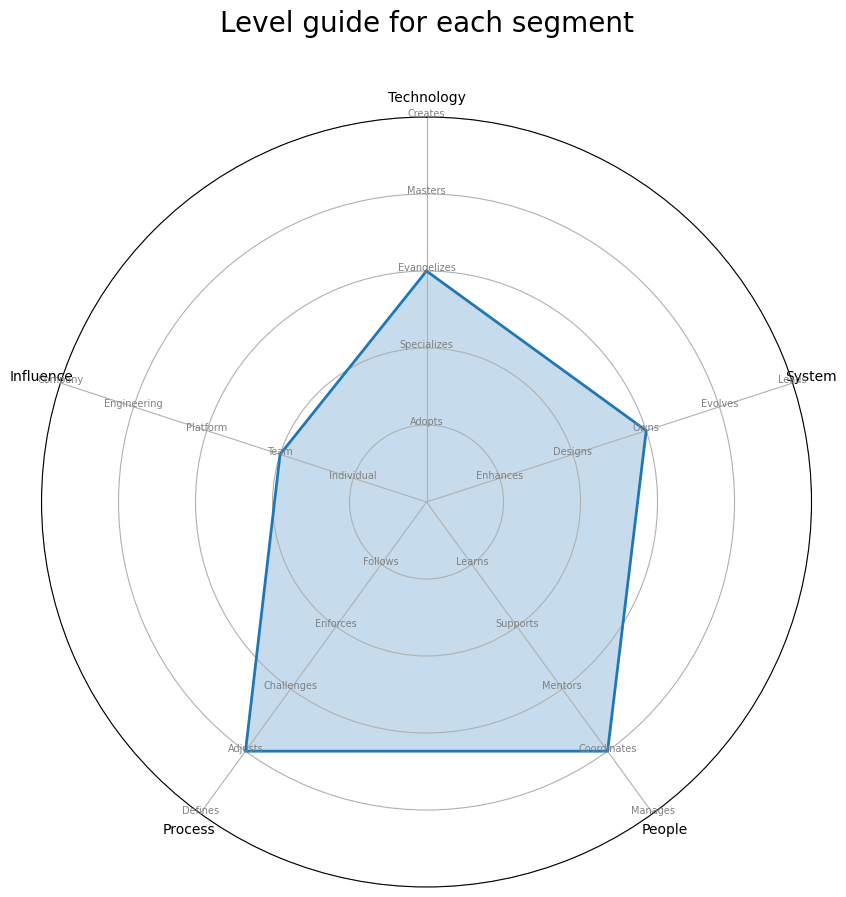 Level guide for each segment
Technology
Creates
Masters
Evangelizes
Specializes
Adopts
Influence
Company
Engineering
Platform
Team
Individual
System
Leads
Evolves
Owns
Designs
Enhances
Follows
Enforces
Challenges
Adjusts
Defines
Process
Learns
Supports
Mentors
Coordinates
Manages
People